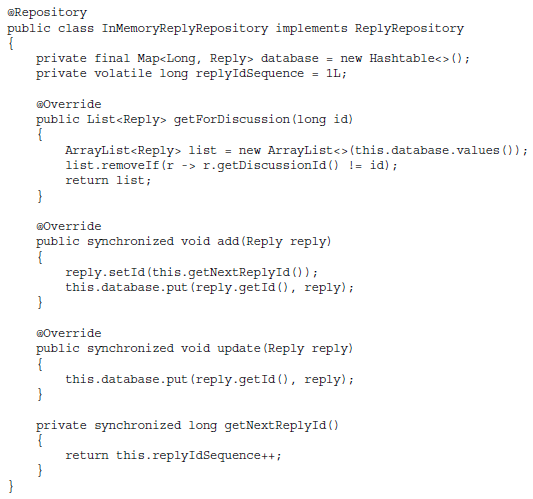 @Repository
public class InMemoryReplyRepository implements ReplyRepository
{
    private final Map<Long, Reply> database = new Hashtable<>();
    private volatile long replyIdSequence = 1L;

    @Override
    public List<Reply> getForDiscussion(long id)
    {
        ArrayList<Reply> list = new ArrayList<>(this.database.values());
        list.removeIf(r -> r.getDiscussionId() != id);
        return list;
    }

    @Override
    public synchronized void add(Reply reply)
    {
        reply.setId(this.getNextReplyId());
        this.database.put(reply.getId(), reply);
    }

    @Override
    public synchronized void update(Reply reply)
    {
        this.database.put(reply.getId(), reply);
    }

    private synchronized long getNextReplyId()
    {
        return this.replyIdSequence++;
    }
}